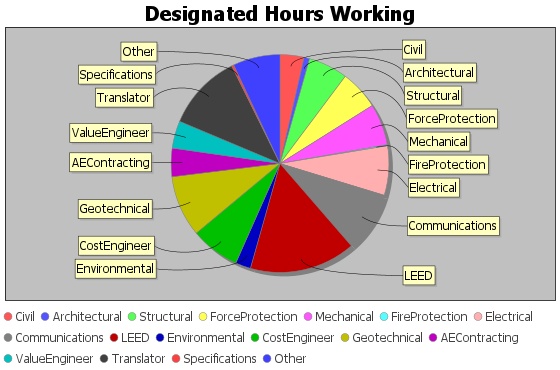 Designated Hours Working
Other
Civil
Specifications
Architectural
Translator
Structural
ForceProtection
ValueEngineer
Mechanical
AEContracting
FireProtection
Electrical
Geotechnical
Communications
CostEngineer
Environmental
LEED
Civil Architectural Structural ForceProtection Mechanical FireProtection Electrical
Communications LEED Environmental CostEngineer Geotechnical AEContracting
ValueEngineer Translator Specifications Other